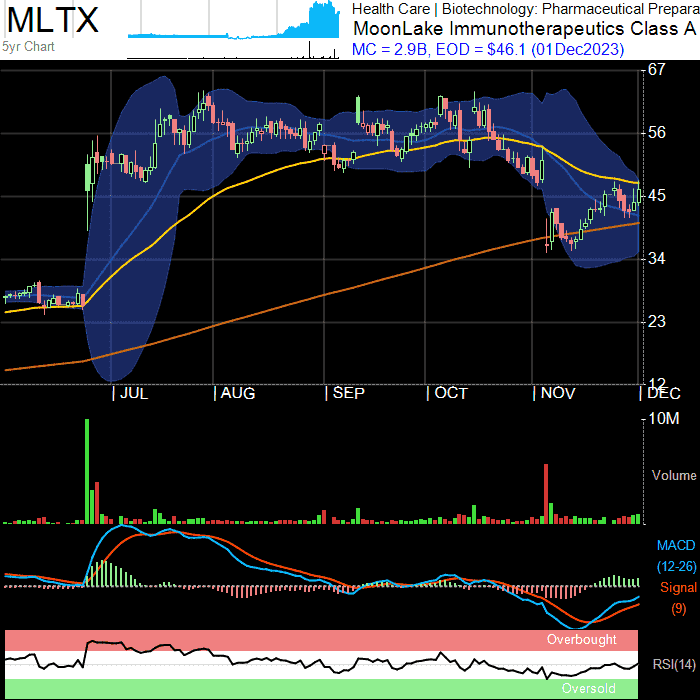 MLTX
5yr Chart
Health Care | Biotechnology: Pharmaceutical Prepara
MoonLake Immunotherapeutics Class A
MC = 2.9B, EOD = $46.1 (01Dec2023)
67
56
45
34
23
12
| JUL | AUG | SEP | OCT | NOV | DEC
10M
Volume
MACD
(12-26)
Signal
(9)
Overbought
RSI(14)
Oversold